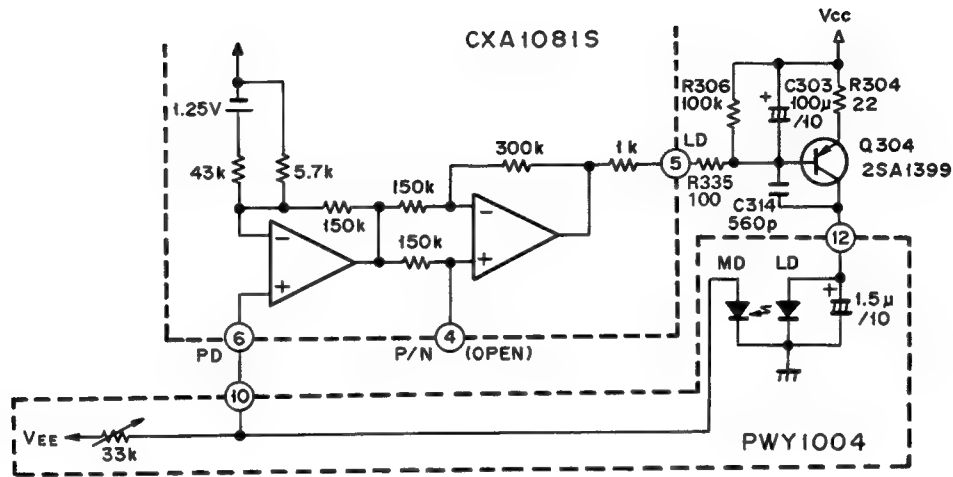 CXA1081S
Vcc
1.25V
R306
100k
C303
100μ
/10
R304
22
+
43k
5.7k
300k
1k
LD
5
R335
100
Q304
2SA1399
C314
560p
150k
150k
150k
−
+
−
+
12
MD
LD
+
1.5μ
/10
6
PD
P/N
4
(OPEN)
10
VEE
33k
PWY1004